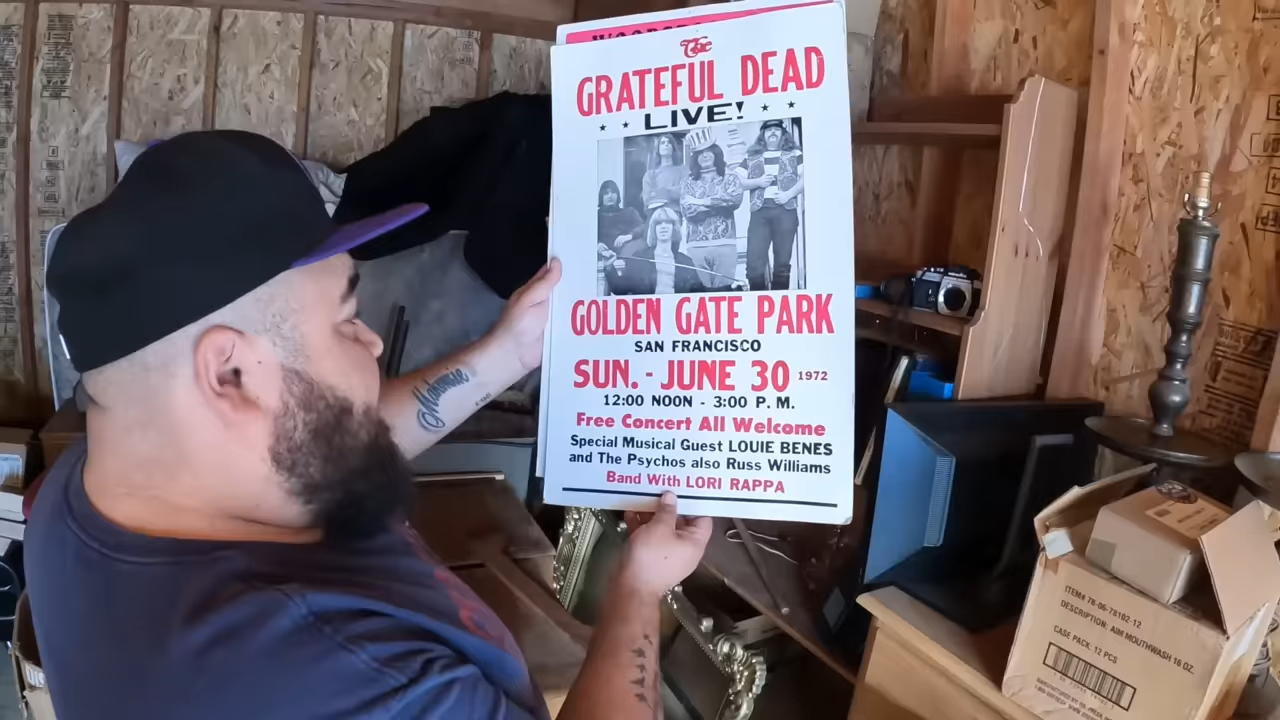 The
GRATEFUL DEAD
LIVE!
GOLDEN GATE PARK
SAN FRANCISCO
SUN. - JUNE 30 1972
12:00 NOON - 3:00 P. M.
Free Concert All Welcome
Special Musical Guest LOUIE BENES
and The Psychos also Russ Williams
Band With LORI RAPPA
ITEM# 78-06-78102-12
DESCRIPTION: AIM MOUTHWASH 16 OZ.
CASE PACK: 12 PCS